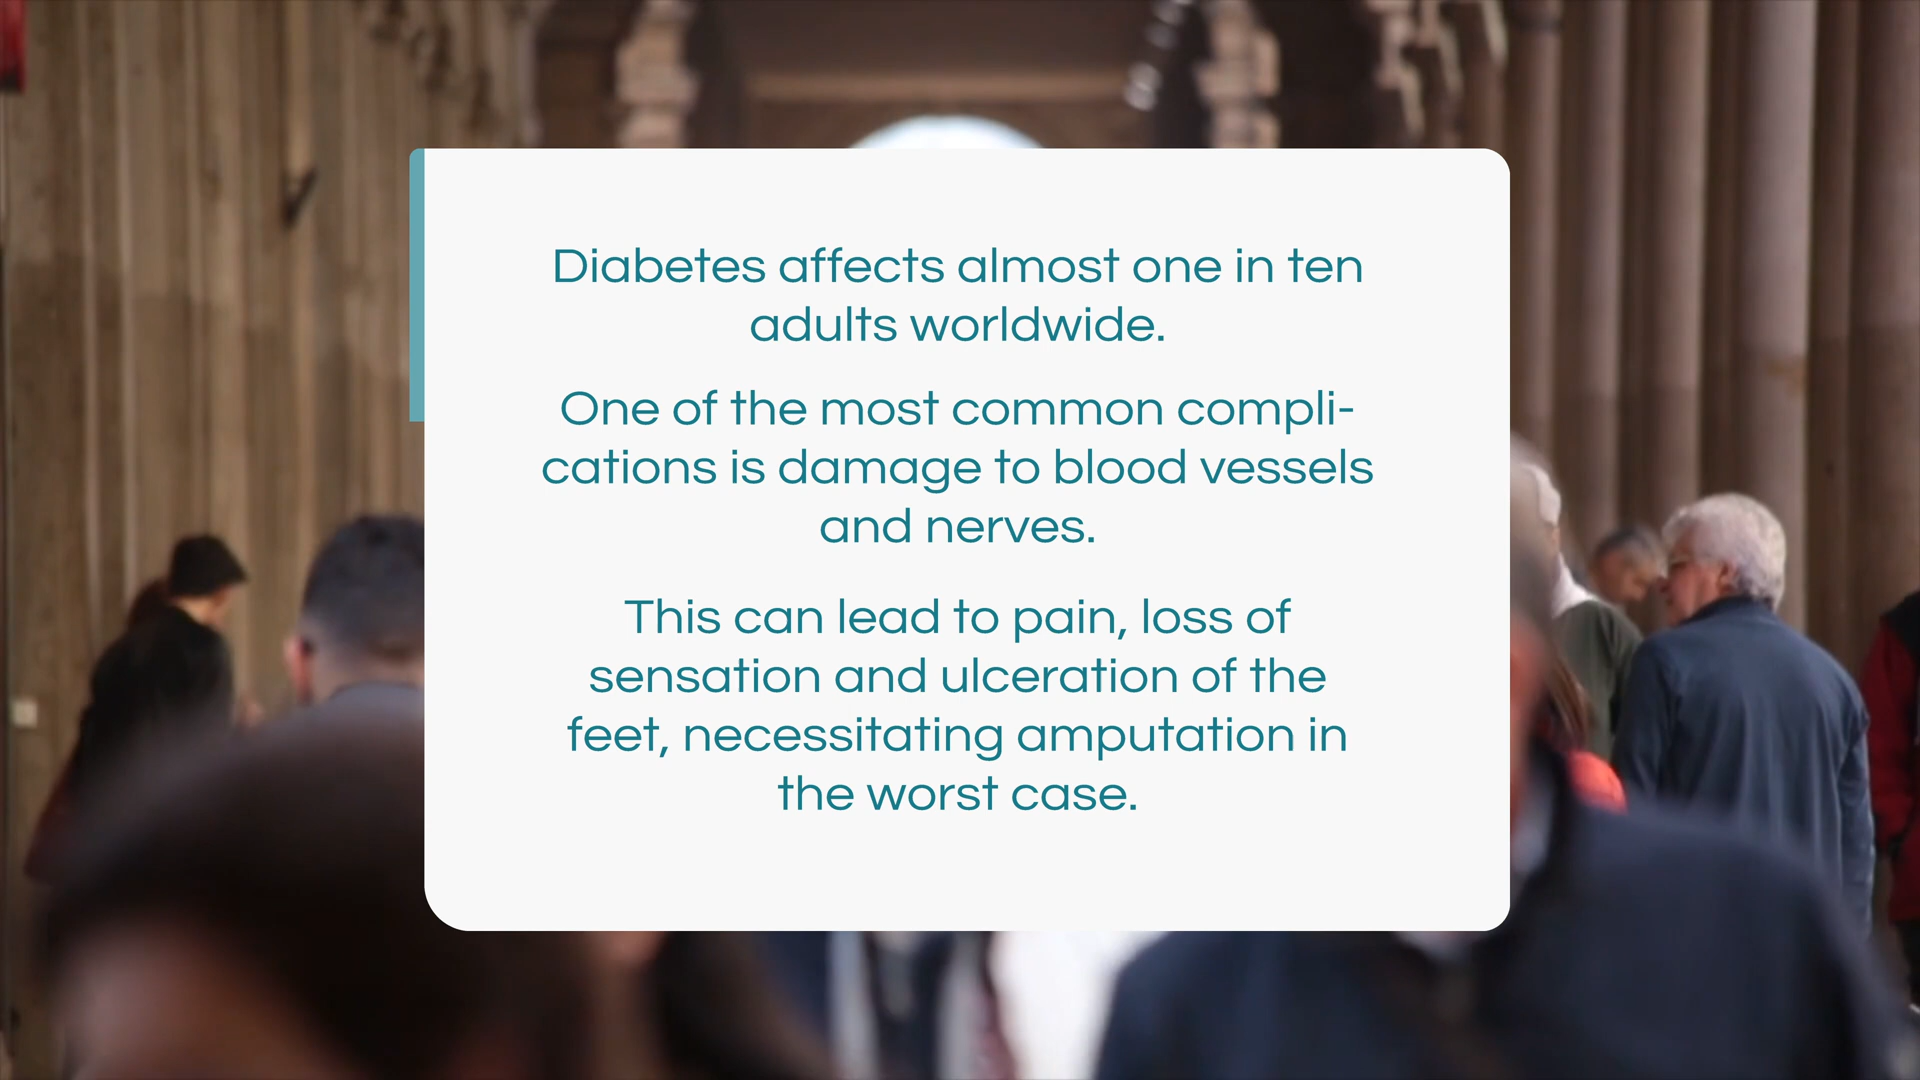 Diabetes affects almost one in ten
adults worldwide.
One of the most common compli-
cations is damage to blood vessels
and nerves.
This can lead to pain, loss of
sensation and ulceration of the
feet, necessitating amputation in
the worst case.